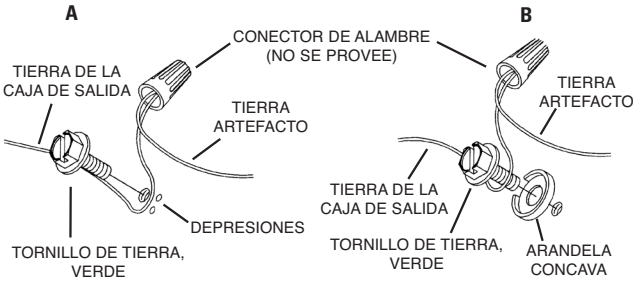 A
B
CONECTOR DE ALAMBRE
(NO SE PROVEE)
TIERRA DE LA
CAJA DE SALIDA
TIERRA
ARTEFACTO
TIERRA
ARTEFACTO
DEPRESIONES
TORNILLO DE TIERRA,
VERDE
TIERRA DE LA
CAJA DE SALIDA
TORNILLO DE TIERRA,
VERDE
ARANDELA
CONCAVA